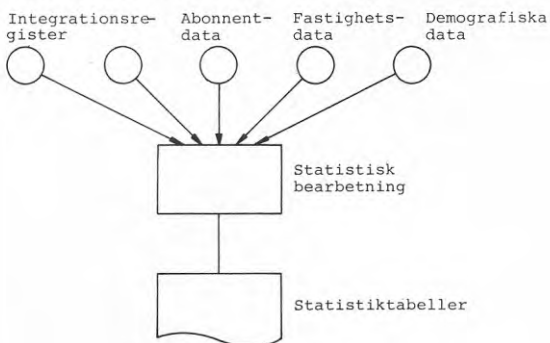 Integrationsre-
gister
Abonnent-
data
Fastighets-
data
Demografiska
data
Statistisk
bearbetning
Statistiktabeller